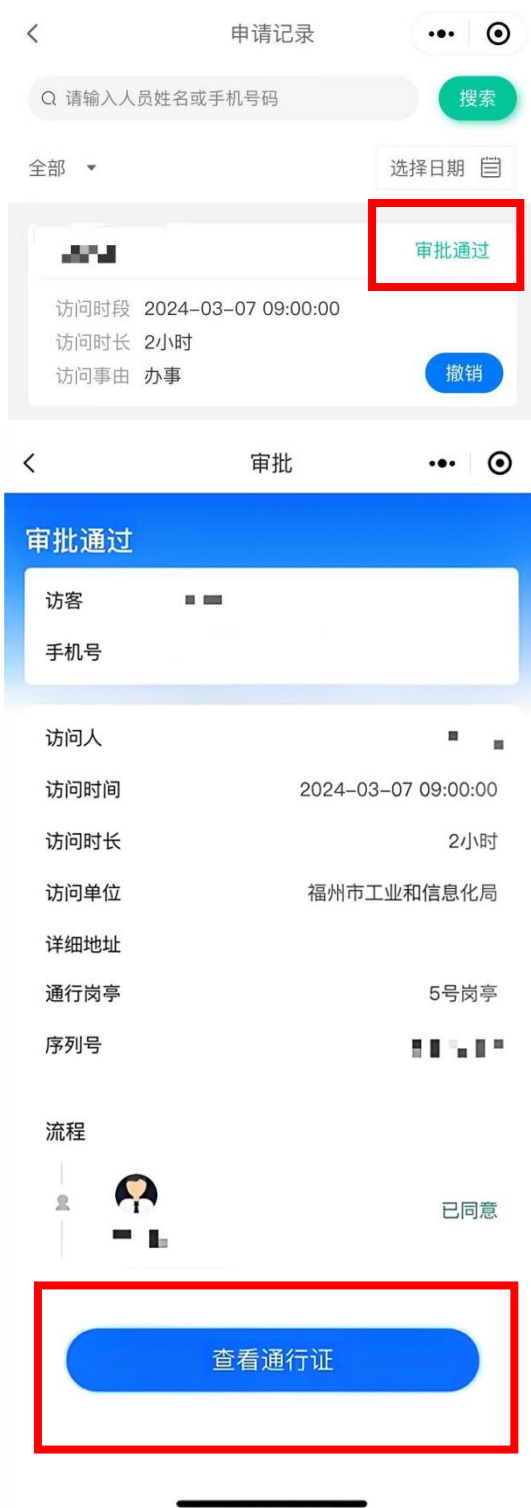 申请记录
请输入人员姓名或手机号码 搜索
全部 选择日期
审批通过
访问时段 2024-03-07 09:00:00
访问时长 2小时
访问事由 办事 撤销
审批
审批通过
访客
手机号
访问人
访问时间 2024-03-07 09:00:00
访问时长 2小时
访问单位 福州市工业和信息化局
详细地址
通行岗亭 5号岗亭
序列号
流程
已同意
查看通行证